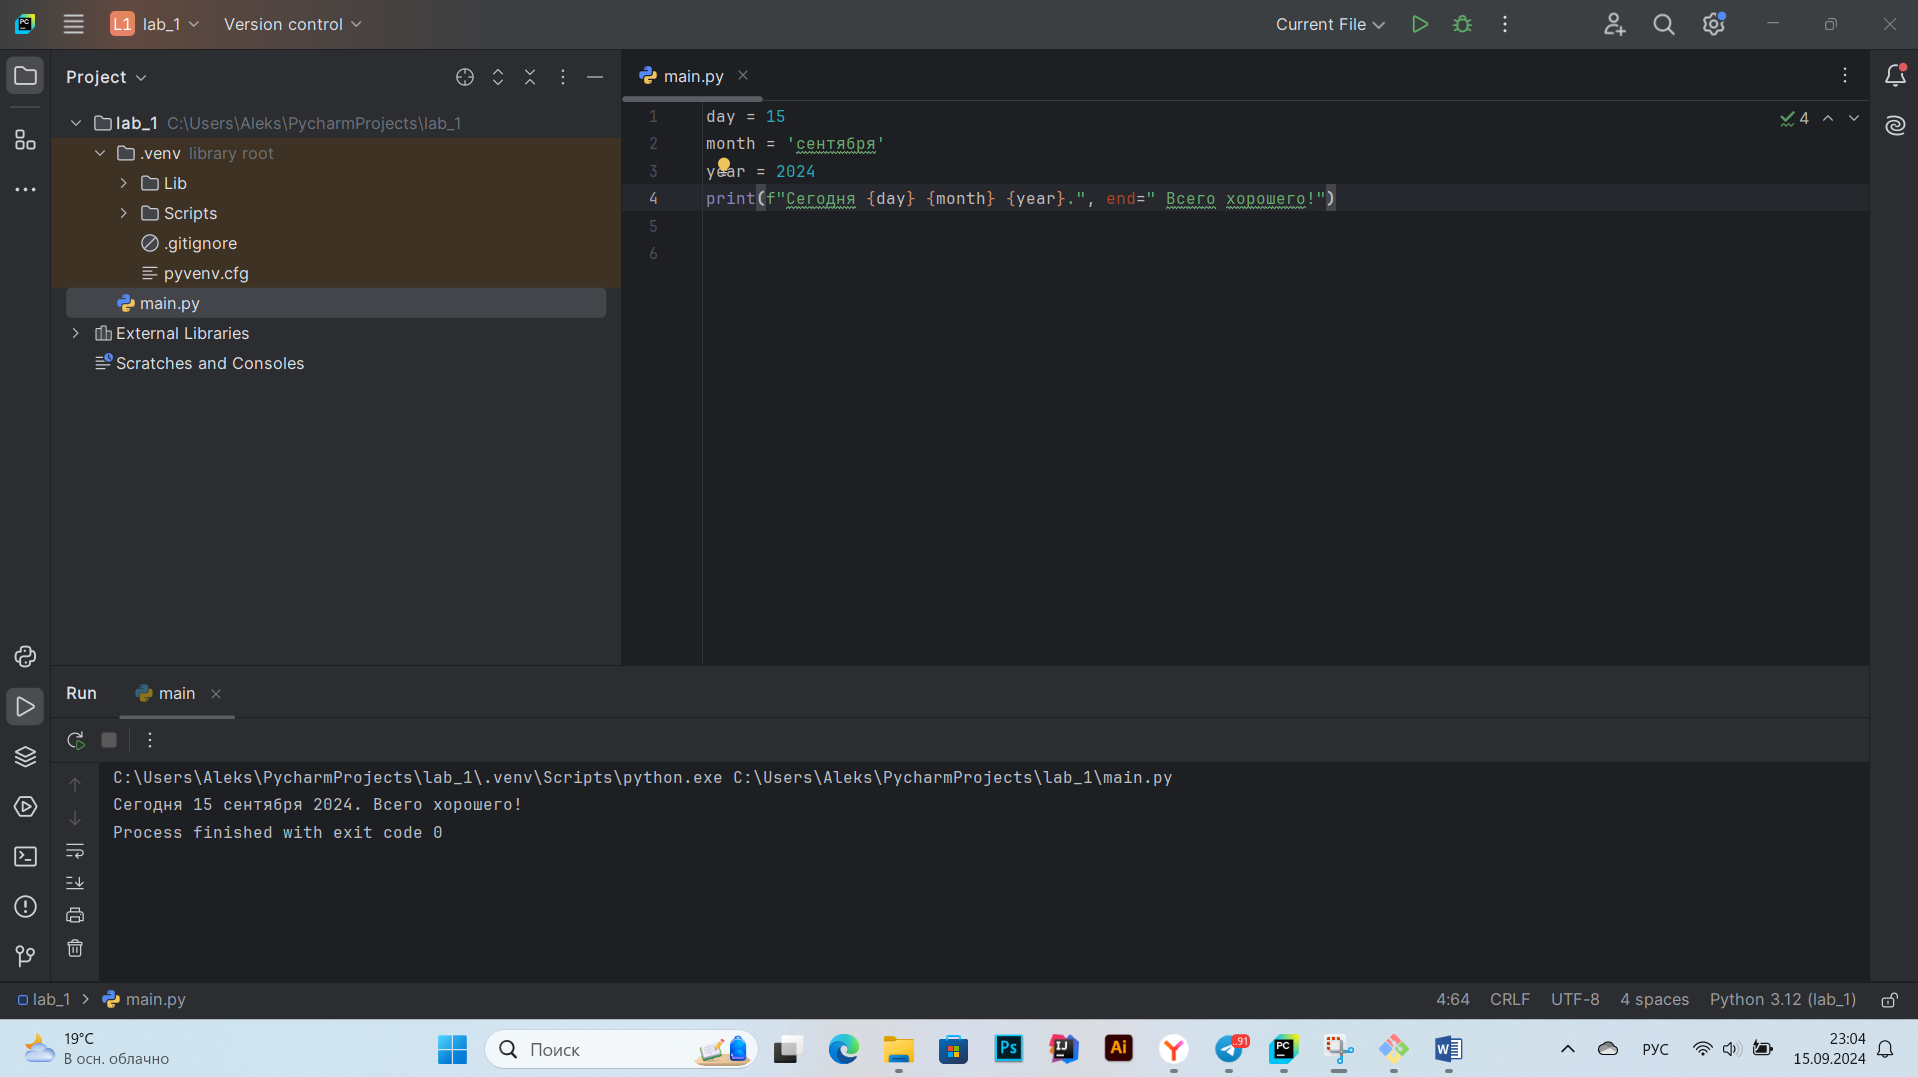 L1 lab_1 Version control Current File
Project
main.py
lab_1 C:\Users\Aleks\PycharmProjects\lab_1
.venv library root
Lib
Scripts
.gitignore
pyvenv.cfg
main.py
External Libraries
Scratches and Consoles
1 day = 15
2 month = 'сентября'
3 year = 2024
4 print(f"Сегодня {day} {month} {year}.", end=" Всего хорошего!")
5
6
4
Run main
C:\Users\Aleks\PycharmProjects\lab_1\.venv\Scripts\python.exe C:\Users\Aleks\PycharmProjects\lab_1\main.py
Сегодня 15 сентября 2024. Всего хорошего!
Process finished with exit code 0
lab_1 main.py 4:64 CRLF UTF-8 4 spaces Python 3.12 (lab_1)
19°C
В осн. облачно
Поиск
PC
Ps
IJ
Ai
..91
PC
W
РУС
23:04
15.09.2024